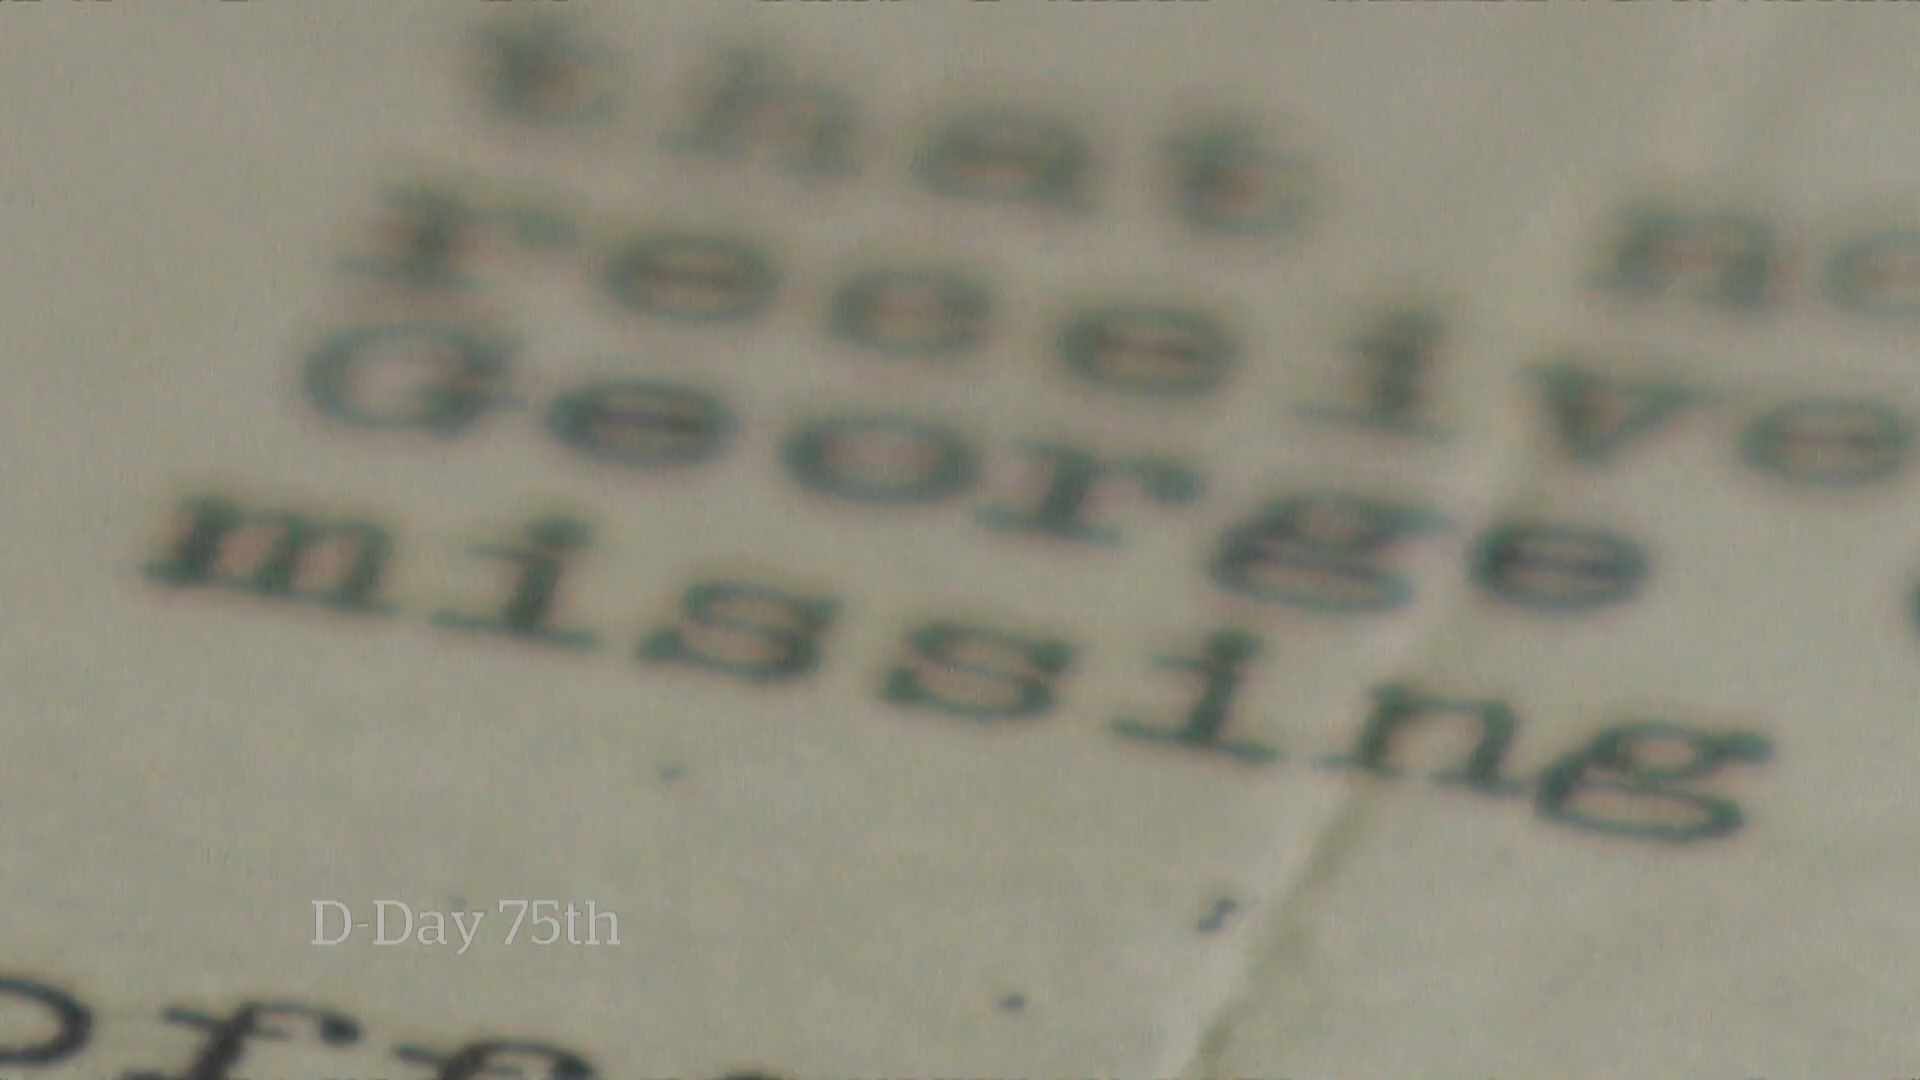 that
receive
George
missing
D-Day 75th